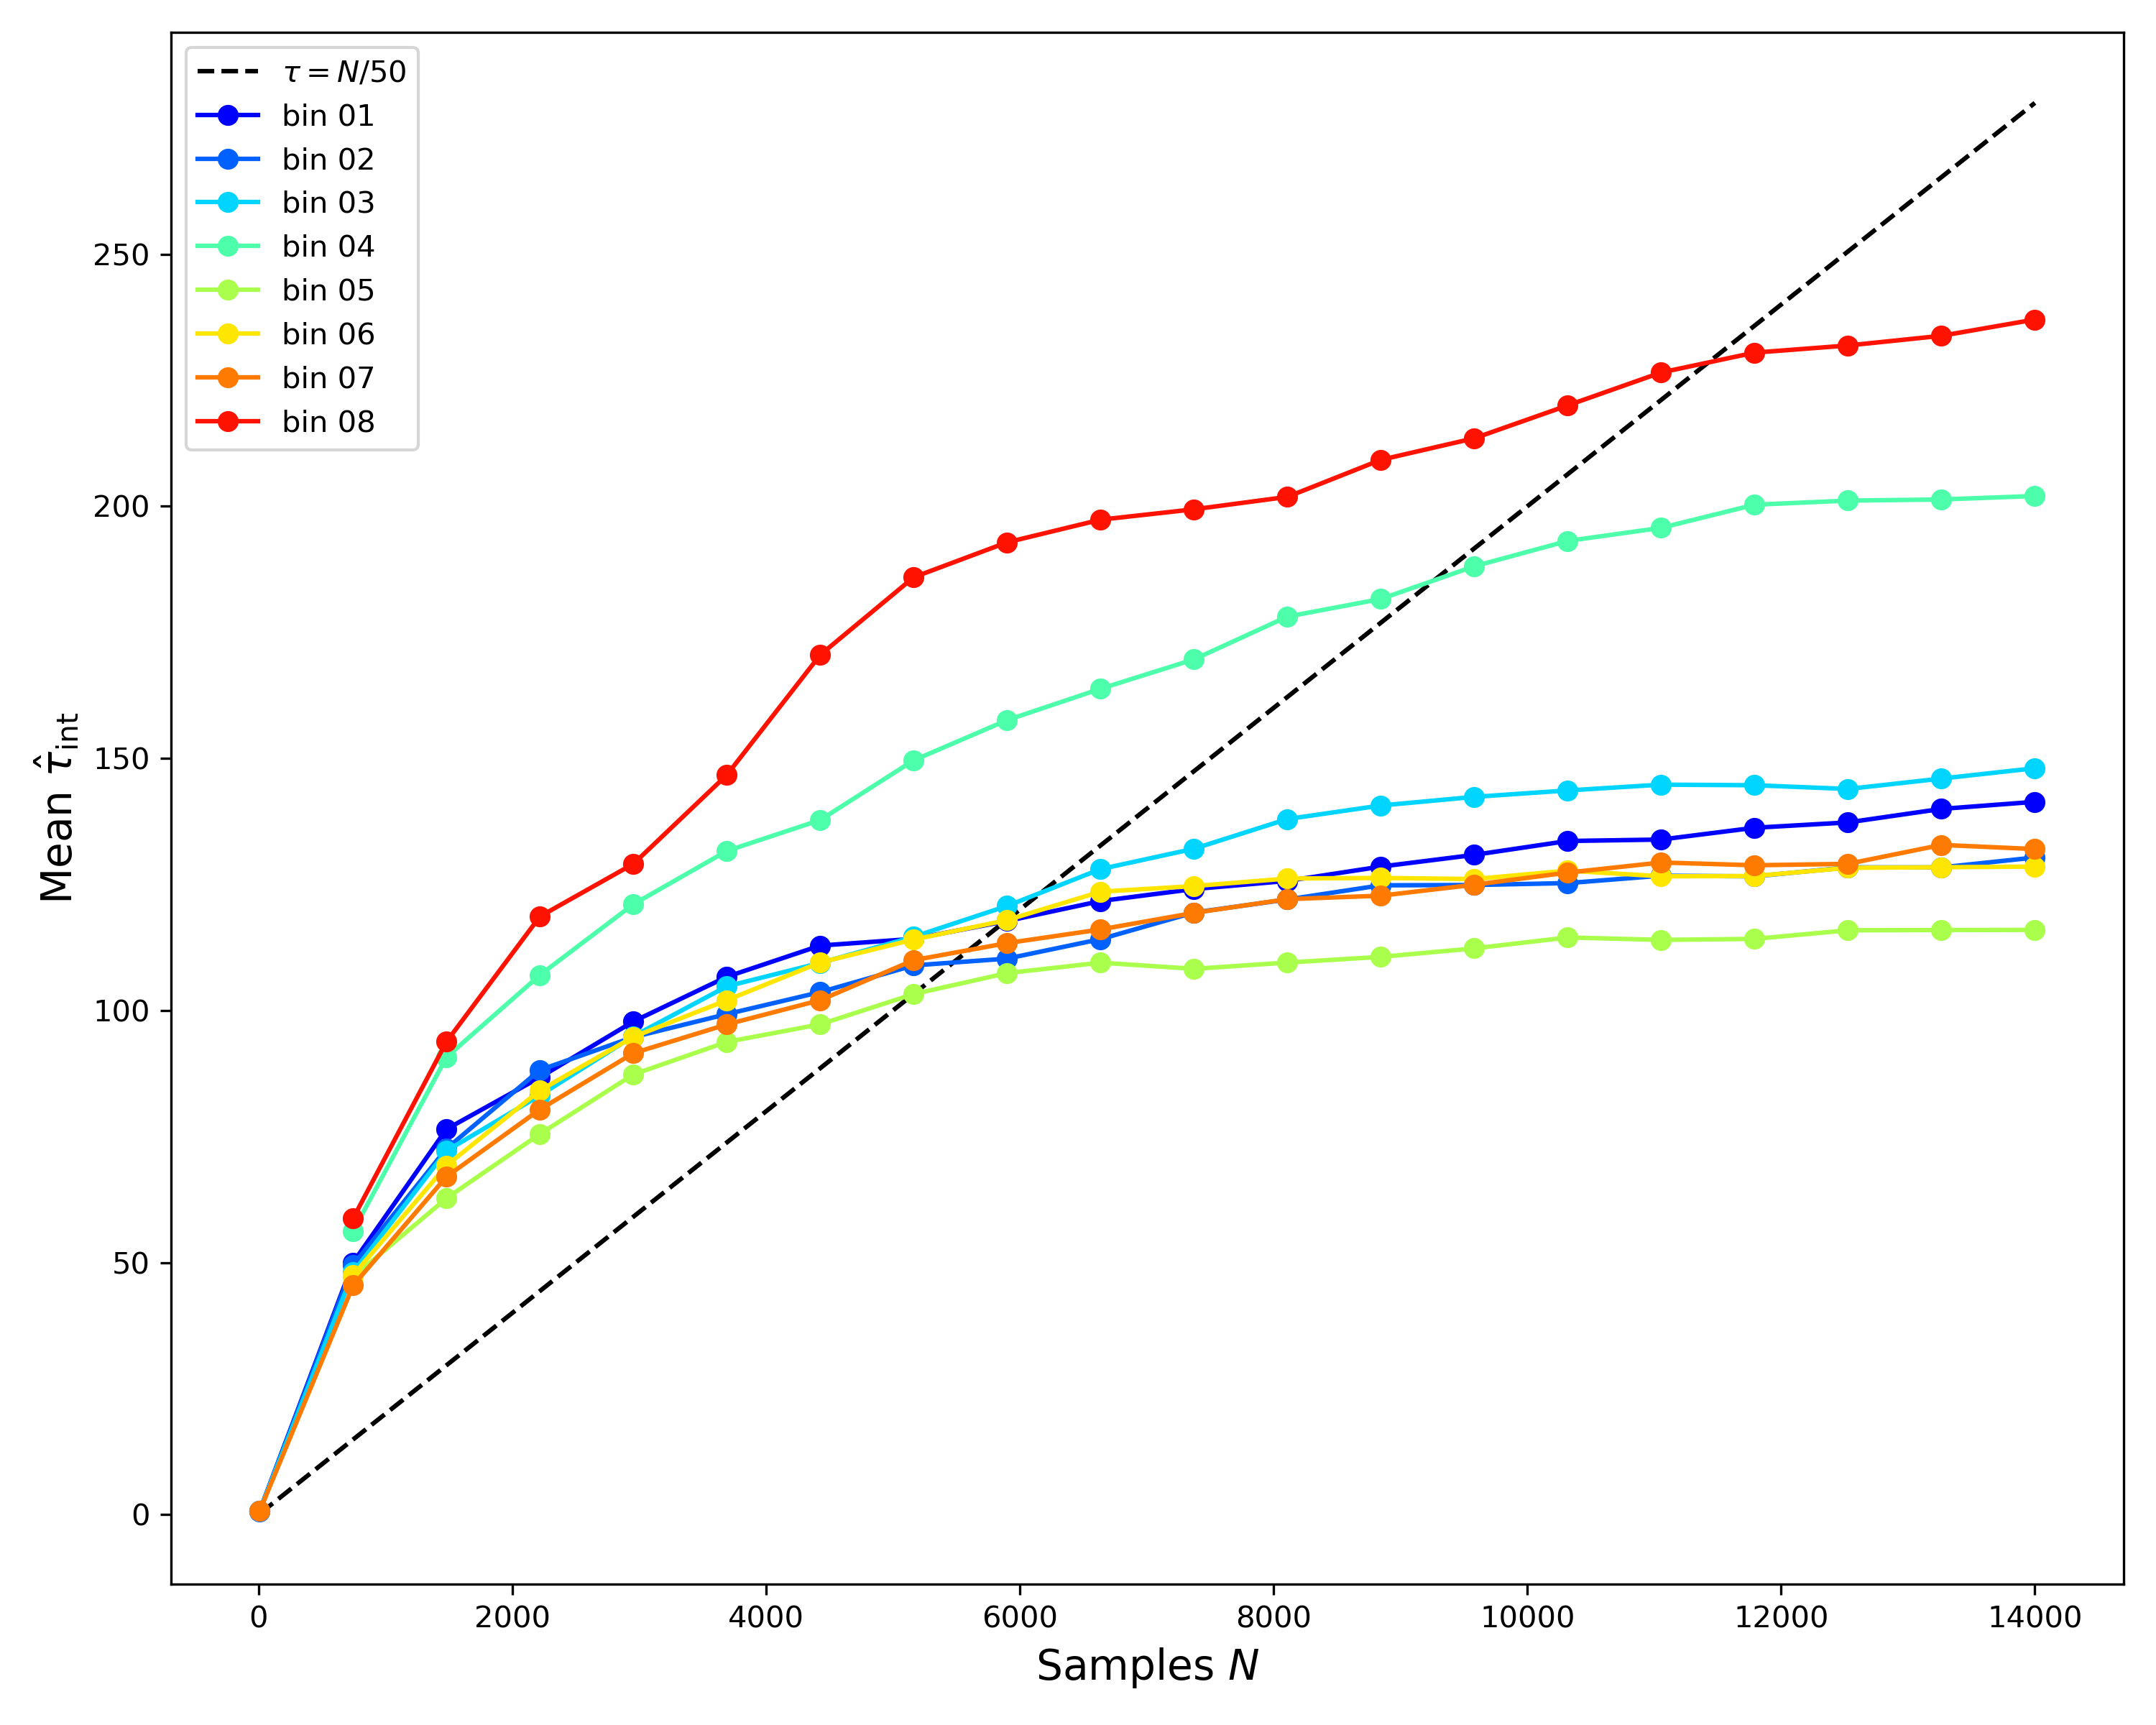 τ = N/50
bin 01
bin 02
bin 03
bin 04
bin 05
bin 06
bin 07
bin 08
250
200
150
100
50
0
Mean τ̂int
0 2000 4000 6000 8000 10000 12000 14000
Samples N